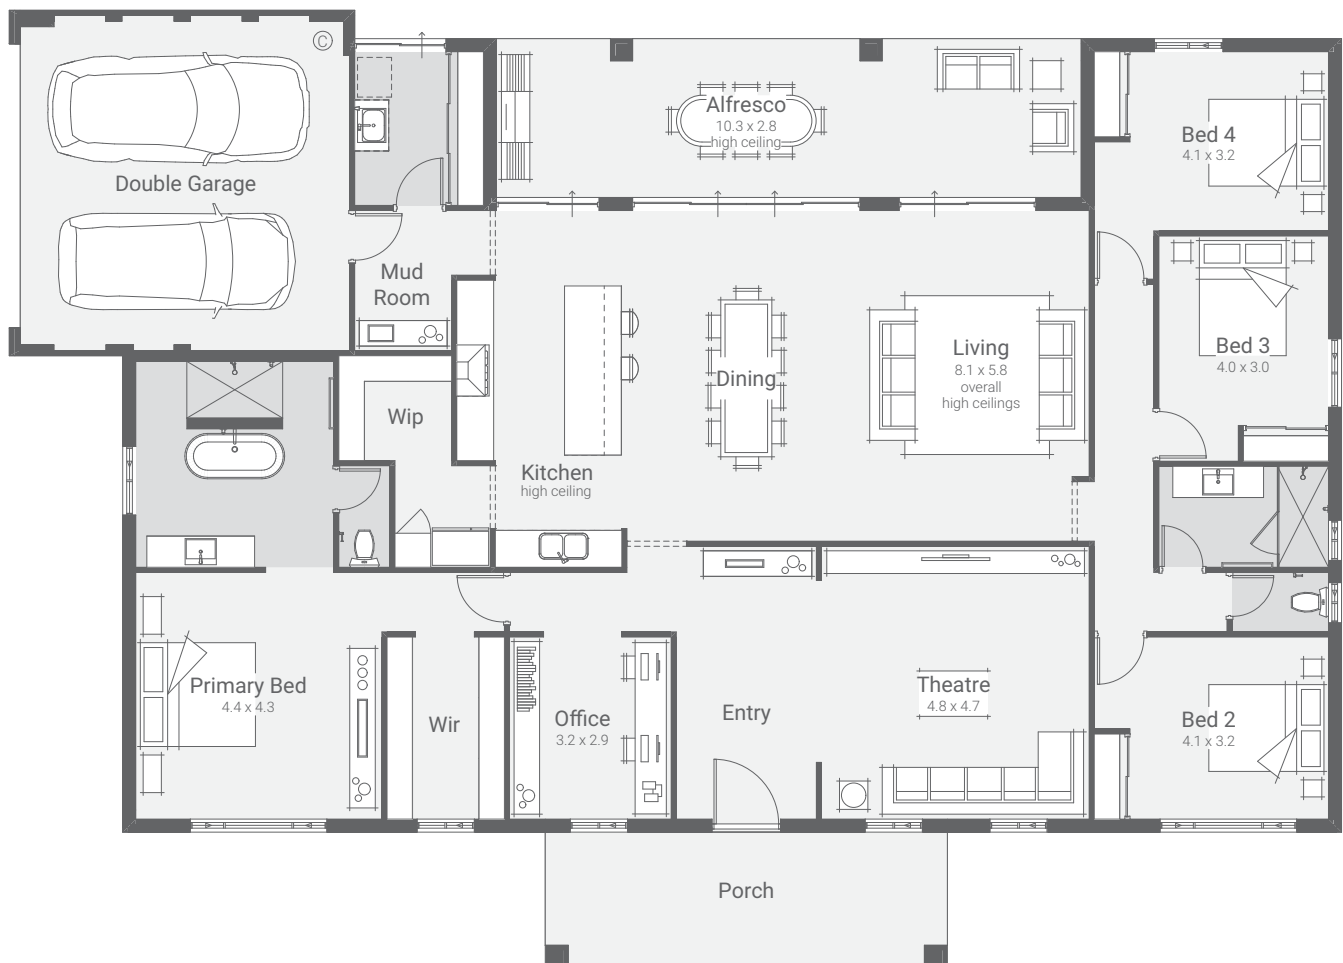 C
Double Garage
Alfresco
10.3 x 2.8
high ceiling
Bed 4
4.1 x 3.2
Mud
Room
Dining
Living
8.1 x 5.8
overall
high ceilings
Bed 3
4.0 x 3.0
Wip
Kitchen
high ceiling
Primary Bed
4.4 x 4.3
Wir
Office
3.2 x 2.9
Entry
Theatre
4.8 x 4.7
Bed 2
4.1 x 3.2
Porch